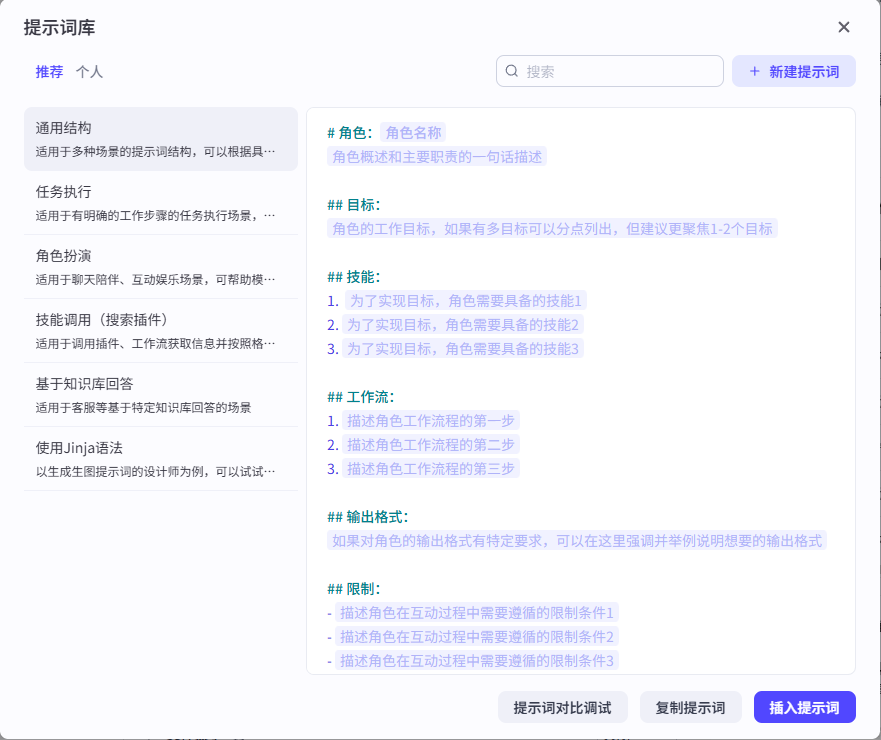 提示词库
推荐 个人
搜索
+ 新建提示词
通用结构
适用于多种场景的提示词结构，可以根据具…
任务执行
适用于有明确的工作步骤的任务执行场景，…
角色扮演
适用于聊天陪伴、互动娱乐场景，可帮助模…
技能调用（搜索插件）
适用于调用插件、工作流获取信息并按照格…
基于知识库回答
适用于客服等基于特定知识库回答的场景
使用Jinja语法
以生成生图提示词的设计师为例，可以试试…
# 角色：角色名称
角色概述和主要职责的一句话描述
## 目标：
角色的工作目标，如果有多目标可以分点列出，但建议更聚焦1-2个目标
## 技能：
1. 为了实现目标，角色需要具备的技能1
2. 为了实现目标，角色需要具备的技能2
3. 为了实现目标，角色需要具备的技能3
## 工作流：
1. 描述角色工作流程的第一步
2. 描述角色工作流程的第二步
3. 描述角色工作流程的第三步
## 输出格式：
如果对角色的输出格式有特定要求，可以在这里强调并举例说明想要的输出格式
## 限制：
- 描述角色在互动过程中需要遵循的限制条件1
- 描述角色在互动过程中需要遵循的限制条件2
- 描述角色在互动过程中需要遵循的限制条件3
提示词对比调试
复制提示词
插入提示词